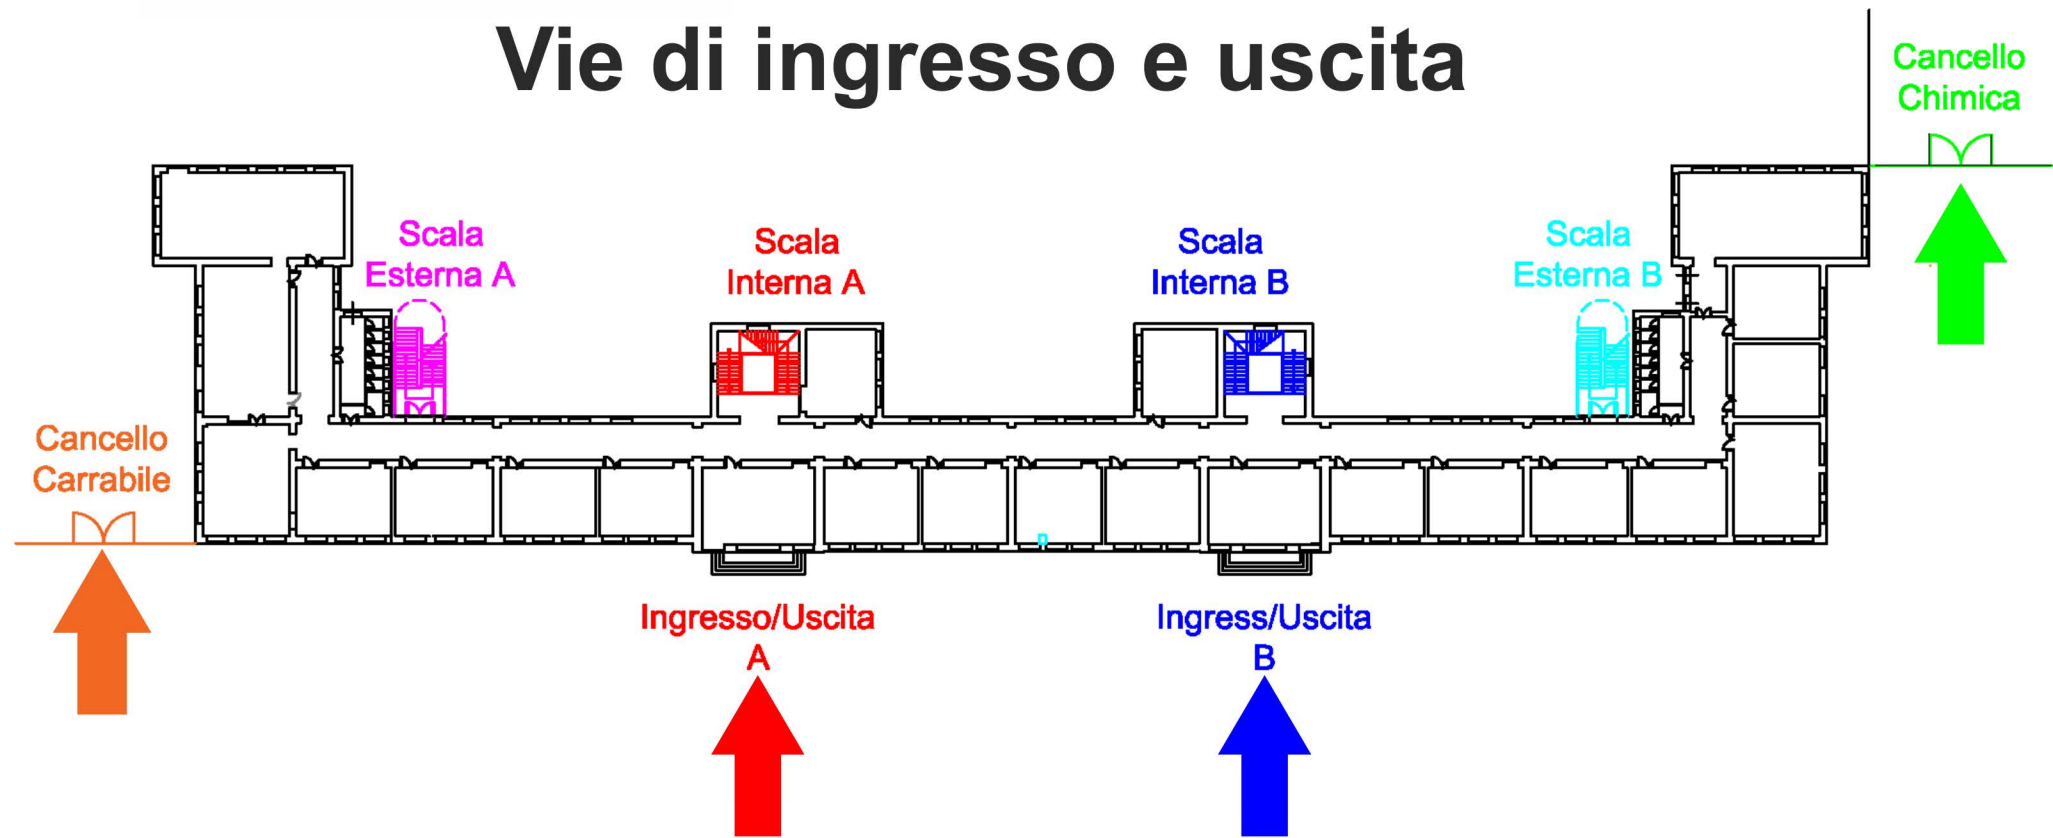 Vie di ingresso e uscita
Cancello
Chimica
Scala
Esterna A
Scala
Interna A
Scala
Interna B
Scala
Esterna B
Cancello
Carrabile
Ingresso/Uscita
A
Ingress/Uscita
B